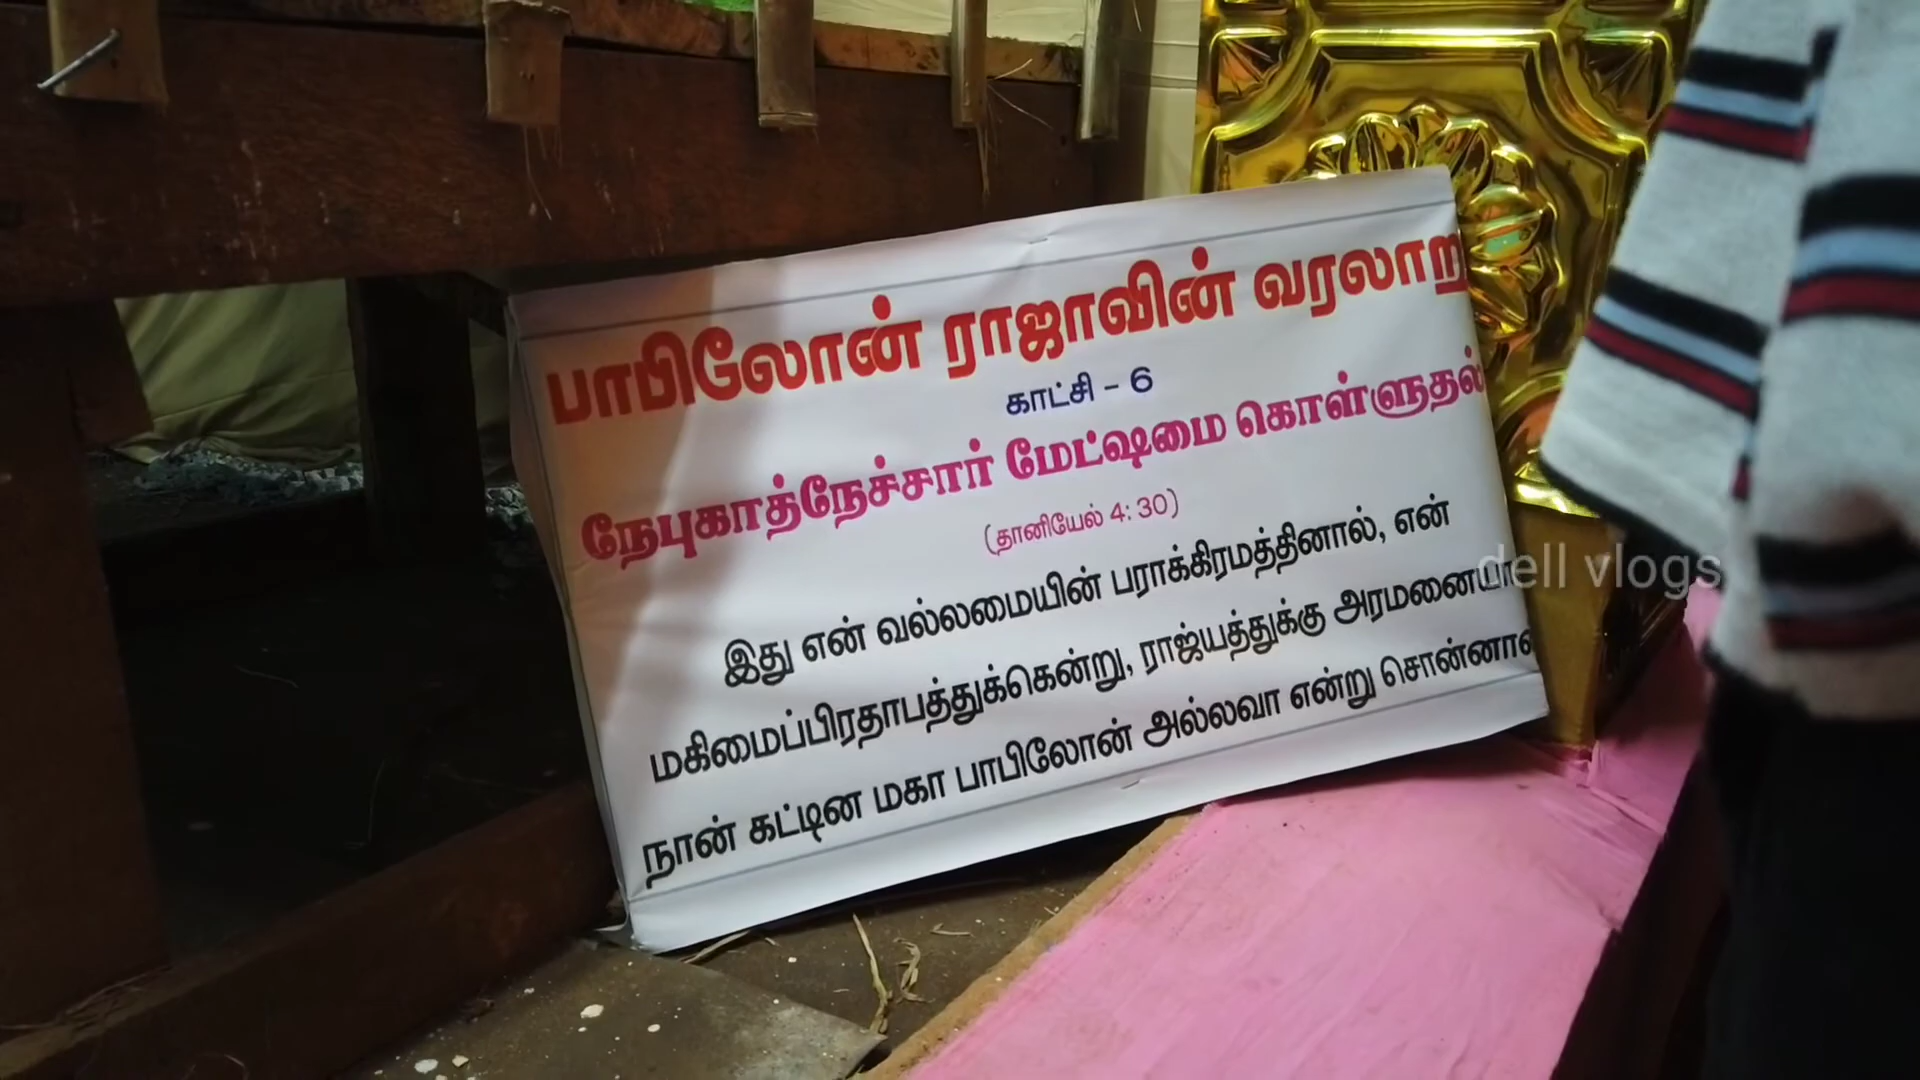 பாபிலோன் ராஜாவின் வரலாறு
காட்சி - 6
நேபுகாத்நேச்சார் மேட்ஷமை கொள்ளுதல்
(தானியேல் 4: 30)
இது என் வல்லமையின் பராக்கிரமத்தினால், என்
மகிமைப்பிரதாபத்துக்கென்று, ராஜ்யத்துக்கு அரமனையா
நான் கட்டின மகா பாபிலோன் அல்லவா என்று சொன்னான்
dell vlogs